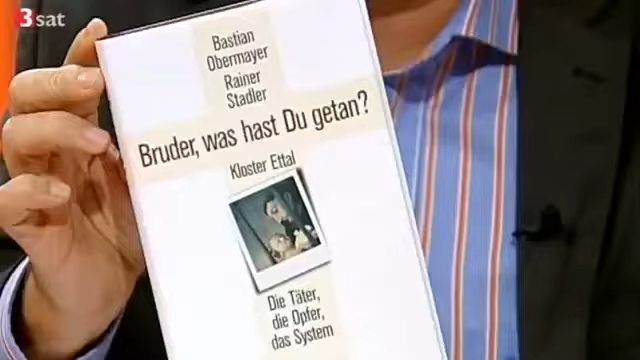 3sat
Bastian
Obermayer
Rainer
Stadler
Bruder, was hast Du getan?
Kloster Ettal
Die Täter,
die Opfer,
das System